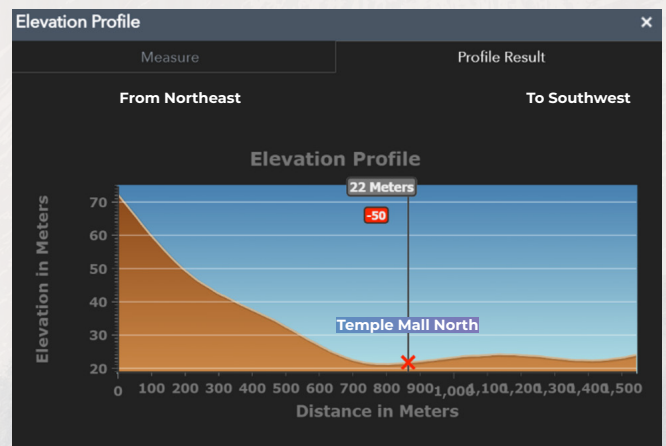 Elevation Profile ×
Measure Profile Result
From Northeast To Southwest
Elevation Profile
22 Meters
-50
Elevation in Meters
70
60
50
40
30
20
Temple Mall North
0 100 200 300 400 500 600 700 800 900 1,000 1,100 1,200 1,300 1,400 1,500
Distance in Meters